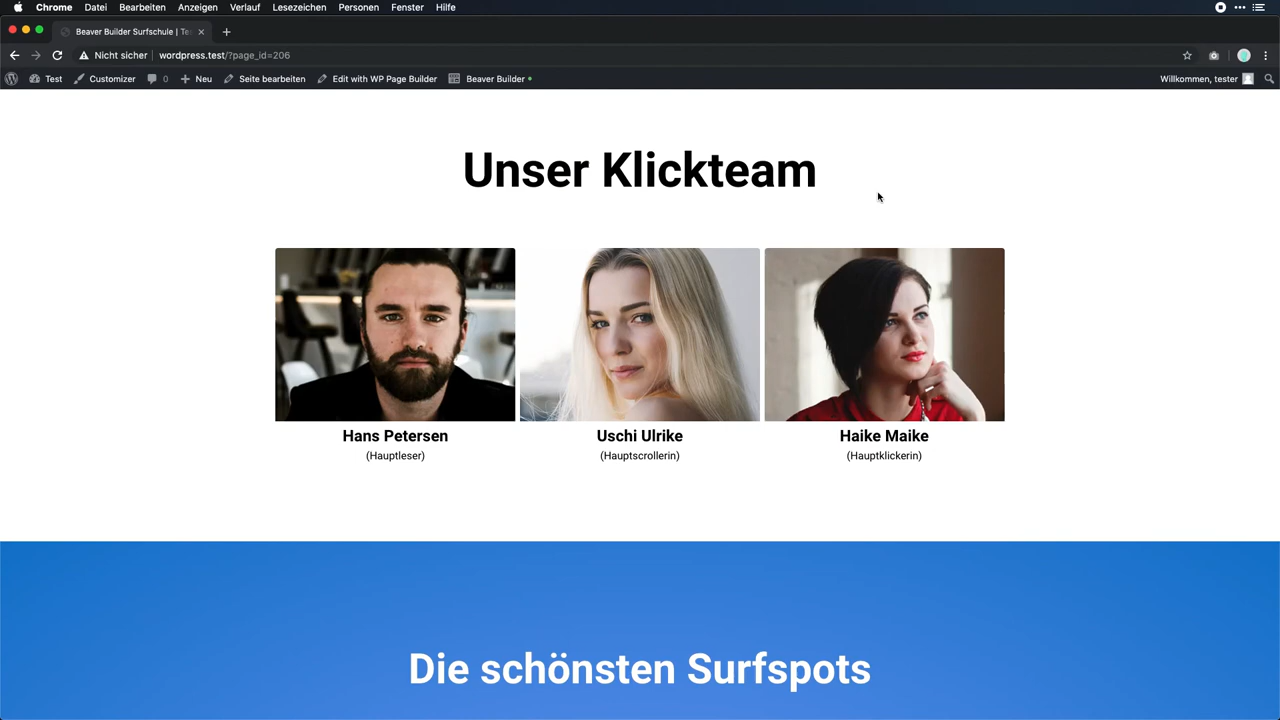 Chrome Datei Bearbeiten Anzeigen Verlauf Lesezeichen Personen Fenster Hilfe
Beaver Builder Surfschule | Te
Nicht sicher wordpress.test/?page_id=206
Test Customizer 0 Neu Seite bearbeiten Edit with WP Page Builder Beaver Builder Willkommen, tester
Unser Klickteam
Hans Petersen Uschi Ulrike Haike Maike
(Hauptleser) (Hauptscrollerin) (Hauptklickerin)
Die schönsten Surfspots